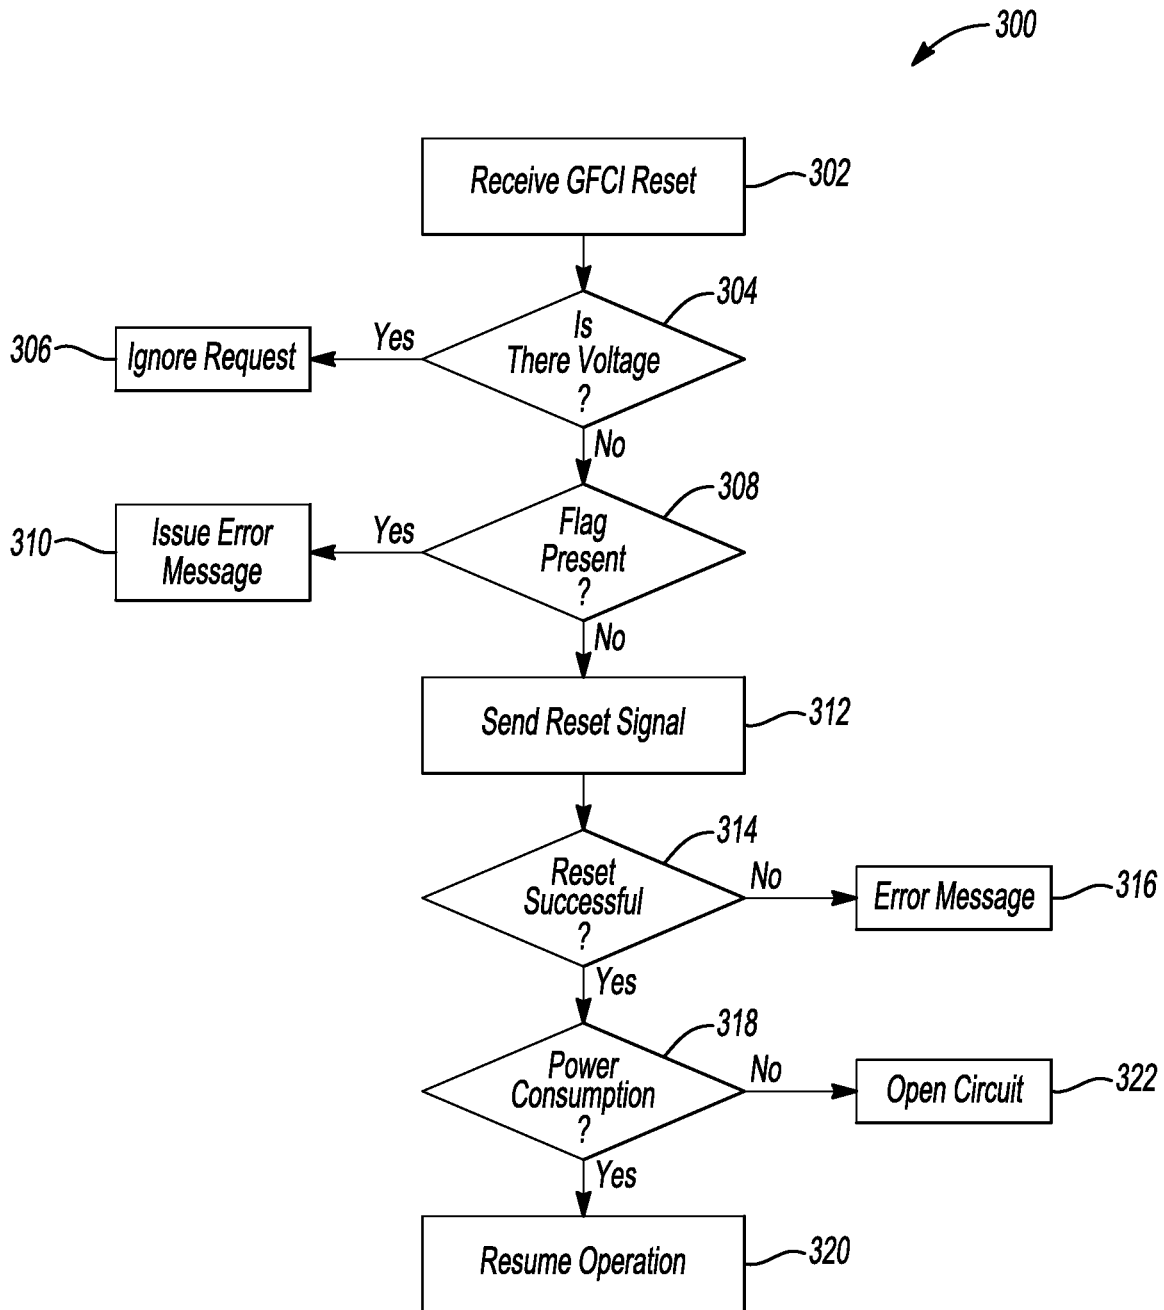 300
Receive GFCI Reset
302
304
Is
There Voltage
?
Yes
306
Ignore Request
No
308
Flag
Present
?
Yes
310
Issue Error
Message
No
Send Reset Signal
312
314
Reset
Successful
?
No
Error Message
316
Yes
318
Power
Consumption
?
No
Open Circuit
322
Yes
Resume Operation
320